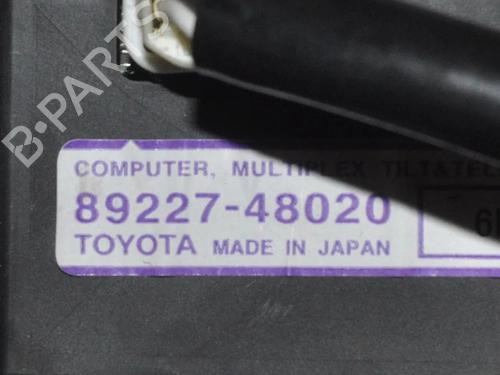 B-PARTS
COMPUTER, MULTIPLEX TILT&TEL
89227-48020
TOYOTA MADE IN JAPAN